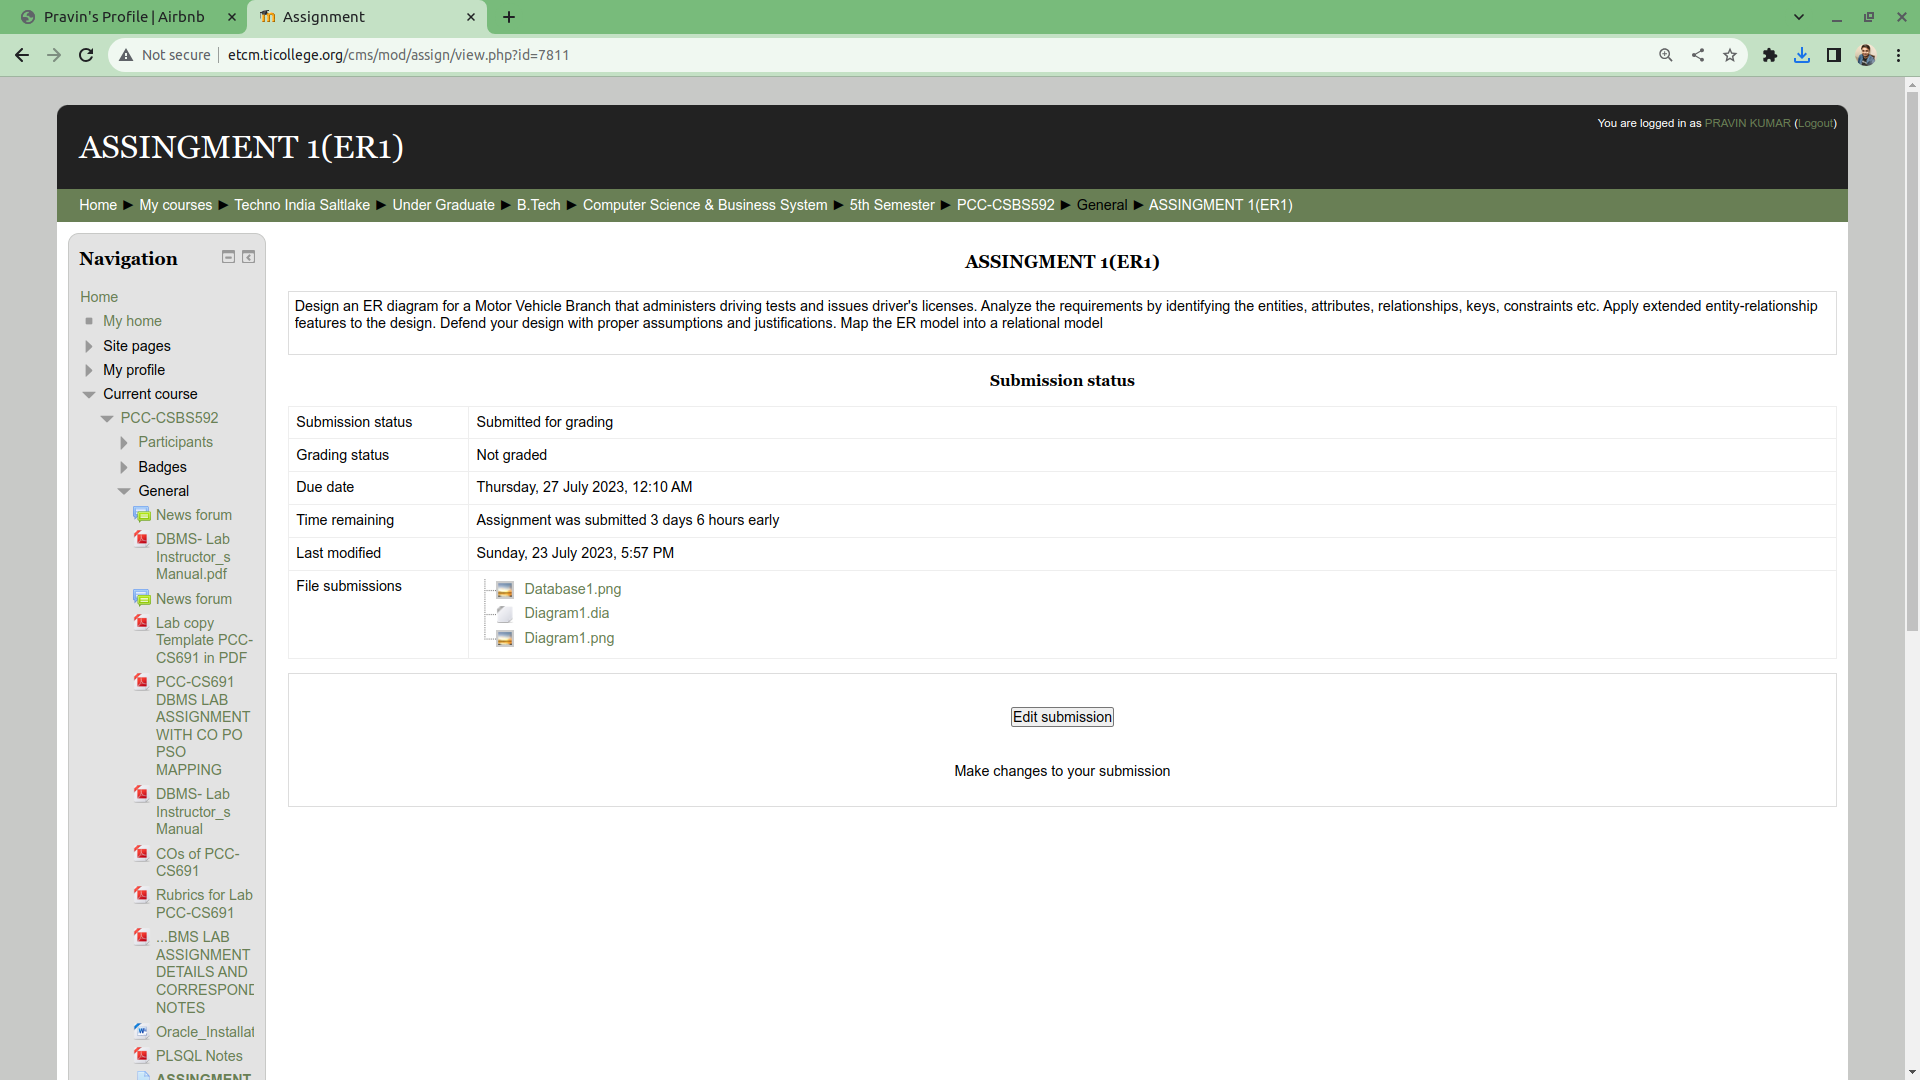 Pravin's Profile | Airbnb
Assignment
Not secure
etcm.ticollege.org/cms/mod/assign/view.php?id=7811
ASSINGMENT 1(ER1)
You are logged in as PRAVIN KUMAR (Logout)
Home ► My courses ► Techno India Saltlake ► Under Graduate ► B.Tech ► Computer Science & Business System ► 5th Semester ► PCC-CSBS592 ► General ► ASSINGMENT 1(ER1)
Navigation
Home
My home
Site pages
My profile
Current course
PCC-CSBS592
Participants
Badges
General
News forum
DBMS- Lab
Instructor_s
Manual.pdf
News forum
Lab copy
Template PCC-
CS691 in PDF
PCC-CS691
DBMS LAB
ASSIGNMENT
WITH CO PO
PSO
MAPPING
DBMS- Lab
Instructor_s
Manual
COs of PCC-
CS691
Rubrics for Lab
PCC-CS691
...BMS LAB
ASSIGNMENT
DETAILS AND
CORRESPOND
NOTES
Oracle_Installat
PLSQL Notes
ASSINGMENT
ASSINGMENT 1(ER1)
Design an ER diagram for a Motor Vehicle Branch that administers driving tests and issues driver's licenses. Analyze the requirements by identifying the entities, attributes, relationships, keys, constraints etc. Apply extended entity-relationship
features to the design. Defend your design with proper assumptions and justifications. Map the ER model into a relational model
Submission status
Submission status Submitted for grading
Grading status Not graded
Due date Thursday, 27 July 2023, 12:10 AM
Time remaining Assignment was submitted 3 days 6 hours early
Last modified Sunday, 23 July 2023, 5:57 PM
File submissions Database1.png
Diagram1.dia
Diagram1.png
Edit submission
Make changes to your submission